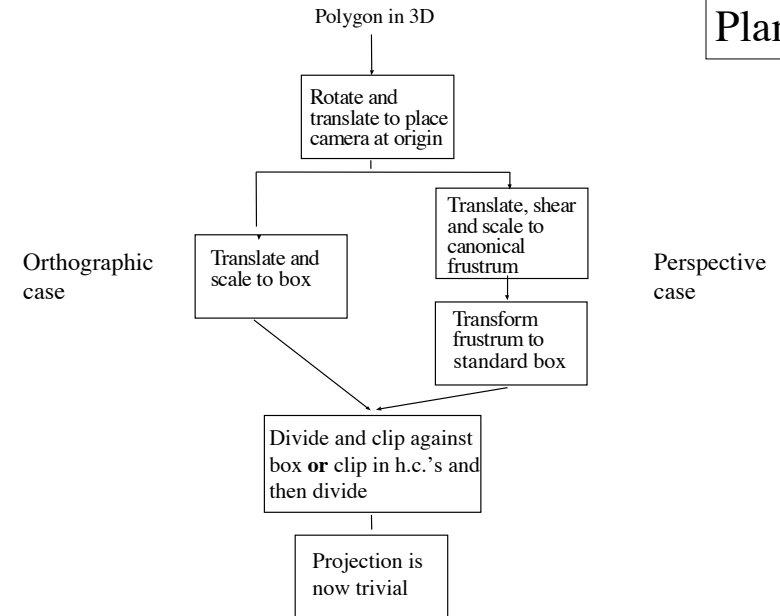 Polygon in 3D
Rotate and
translate to place
camera at origin
Orthographic
case
Translate and
scale to box
Translate, shear
and scale to
canonical
frustrum
Perspective
case
Transform
frustrum to
standard box
Divide and clip against
box or clip in h.c.'s and
then divide
Projection is
now trivial